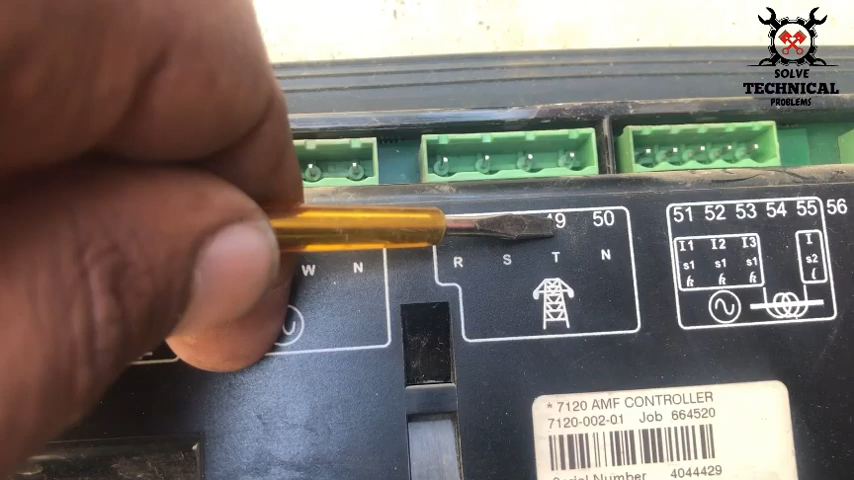 SOLVE
TECHNICAL
PROBLEMS
49 50
51 52 53 54 55 56
W N
R S T N
I1 I2 I3 I
s1 s1 s1 s2
k k k l
* 7120 AMF CONTROLLER
7120-002-01 Job 664520
Serial Number 4044429